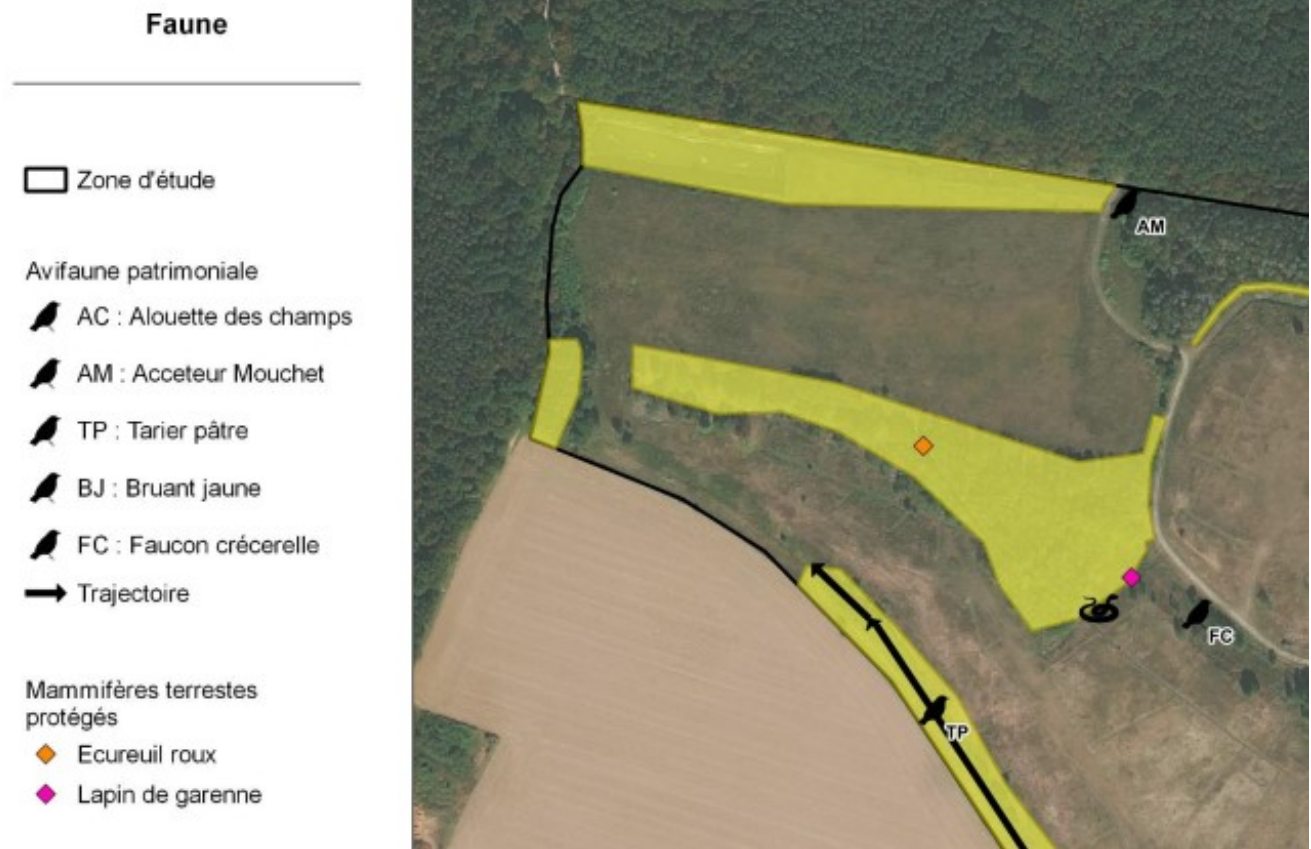 Faune
Zone d'étude
Avifaune patrimoniale
AC : Alouette des champs
AM : Acceteur Mouchet
TP : Tarier pâtre
BJ : Bruant jaune
FC : Faucon crécerelle
Trajectoire
Mammifères terrestes
protégés
Ecureuil roux
Lapin de garenne
AM
FC
TP